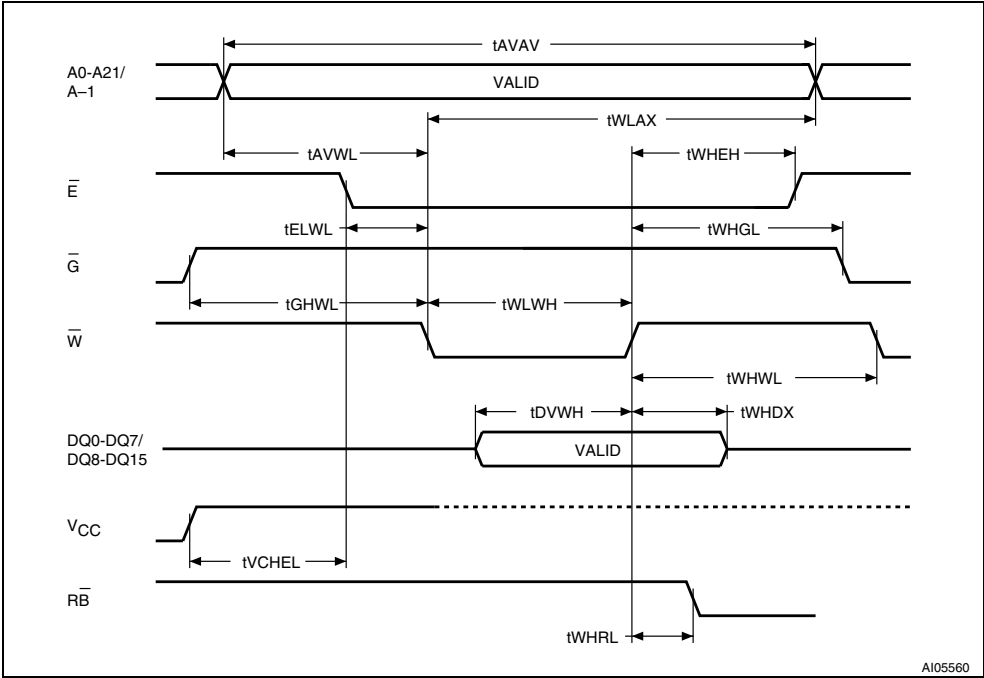 tAVAV
A0-A21/
A–1
VALID
tWLAX
tAVWL
tWHEH
E̅
tELWL
tWHGL
G̅
tGHWL
tWLWH
W̅
tWHWL
tDVWH
tWHDX
DQ0-DQ7/
DQ8-DQ15
VALID
VCC
tVCHEL
RB̅
tWHRL
AI05560